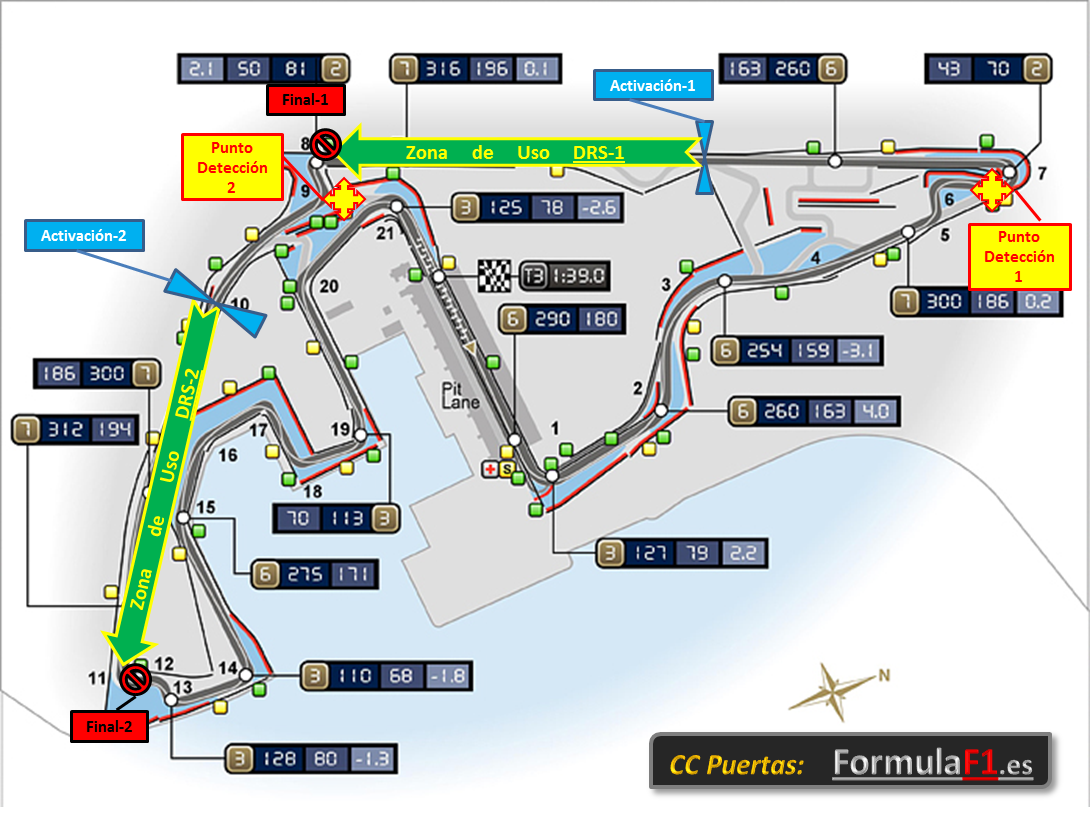 2.1 50 81 2
7 316 196 0.1
163 260 6
43 70 2
Final-1
Activación-1
8
Zona de Uso DRS-1
7
Punto
Detección
2
9
6
3 125 78 -2.6
5
Punto
Detección
1
Activación-2
21
4
T3 1:39.0
20
3
10
7 300 186 0.2
6 290 180
6 254 159 -3.1
186 300 7
Pit
Lane
2
6 260 163 4.0
7 312 194
Zona de Uso DRS-2
17
19
1
16
18
S
15
70 113 3
3 127 79 2.2
6 275 171
11
12
14
3 110 68 -1.8
13
N
Final-2
3 128 80 -1.3
CC Puertas: FormulaF1.es